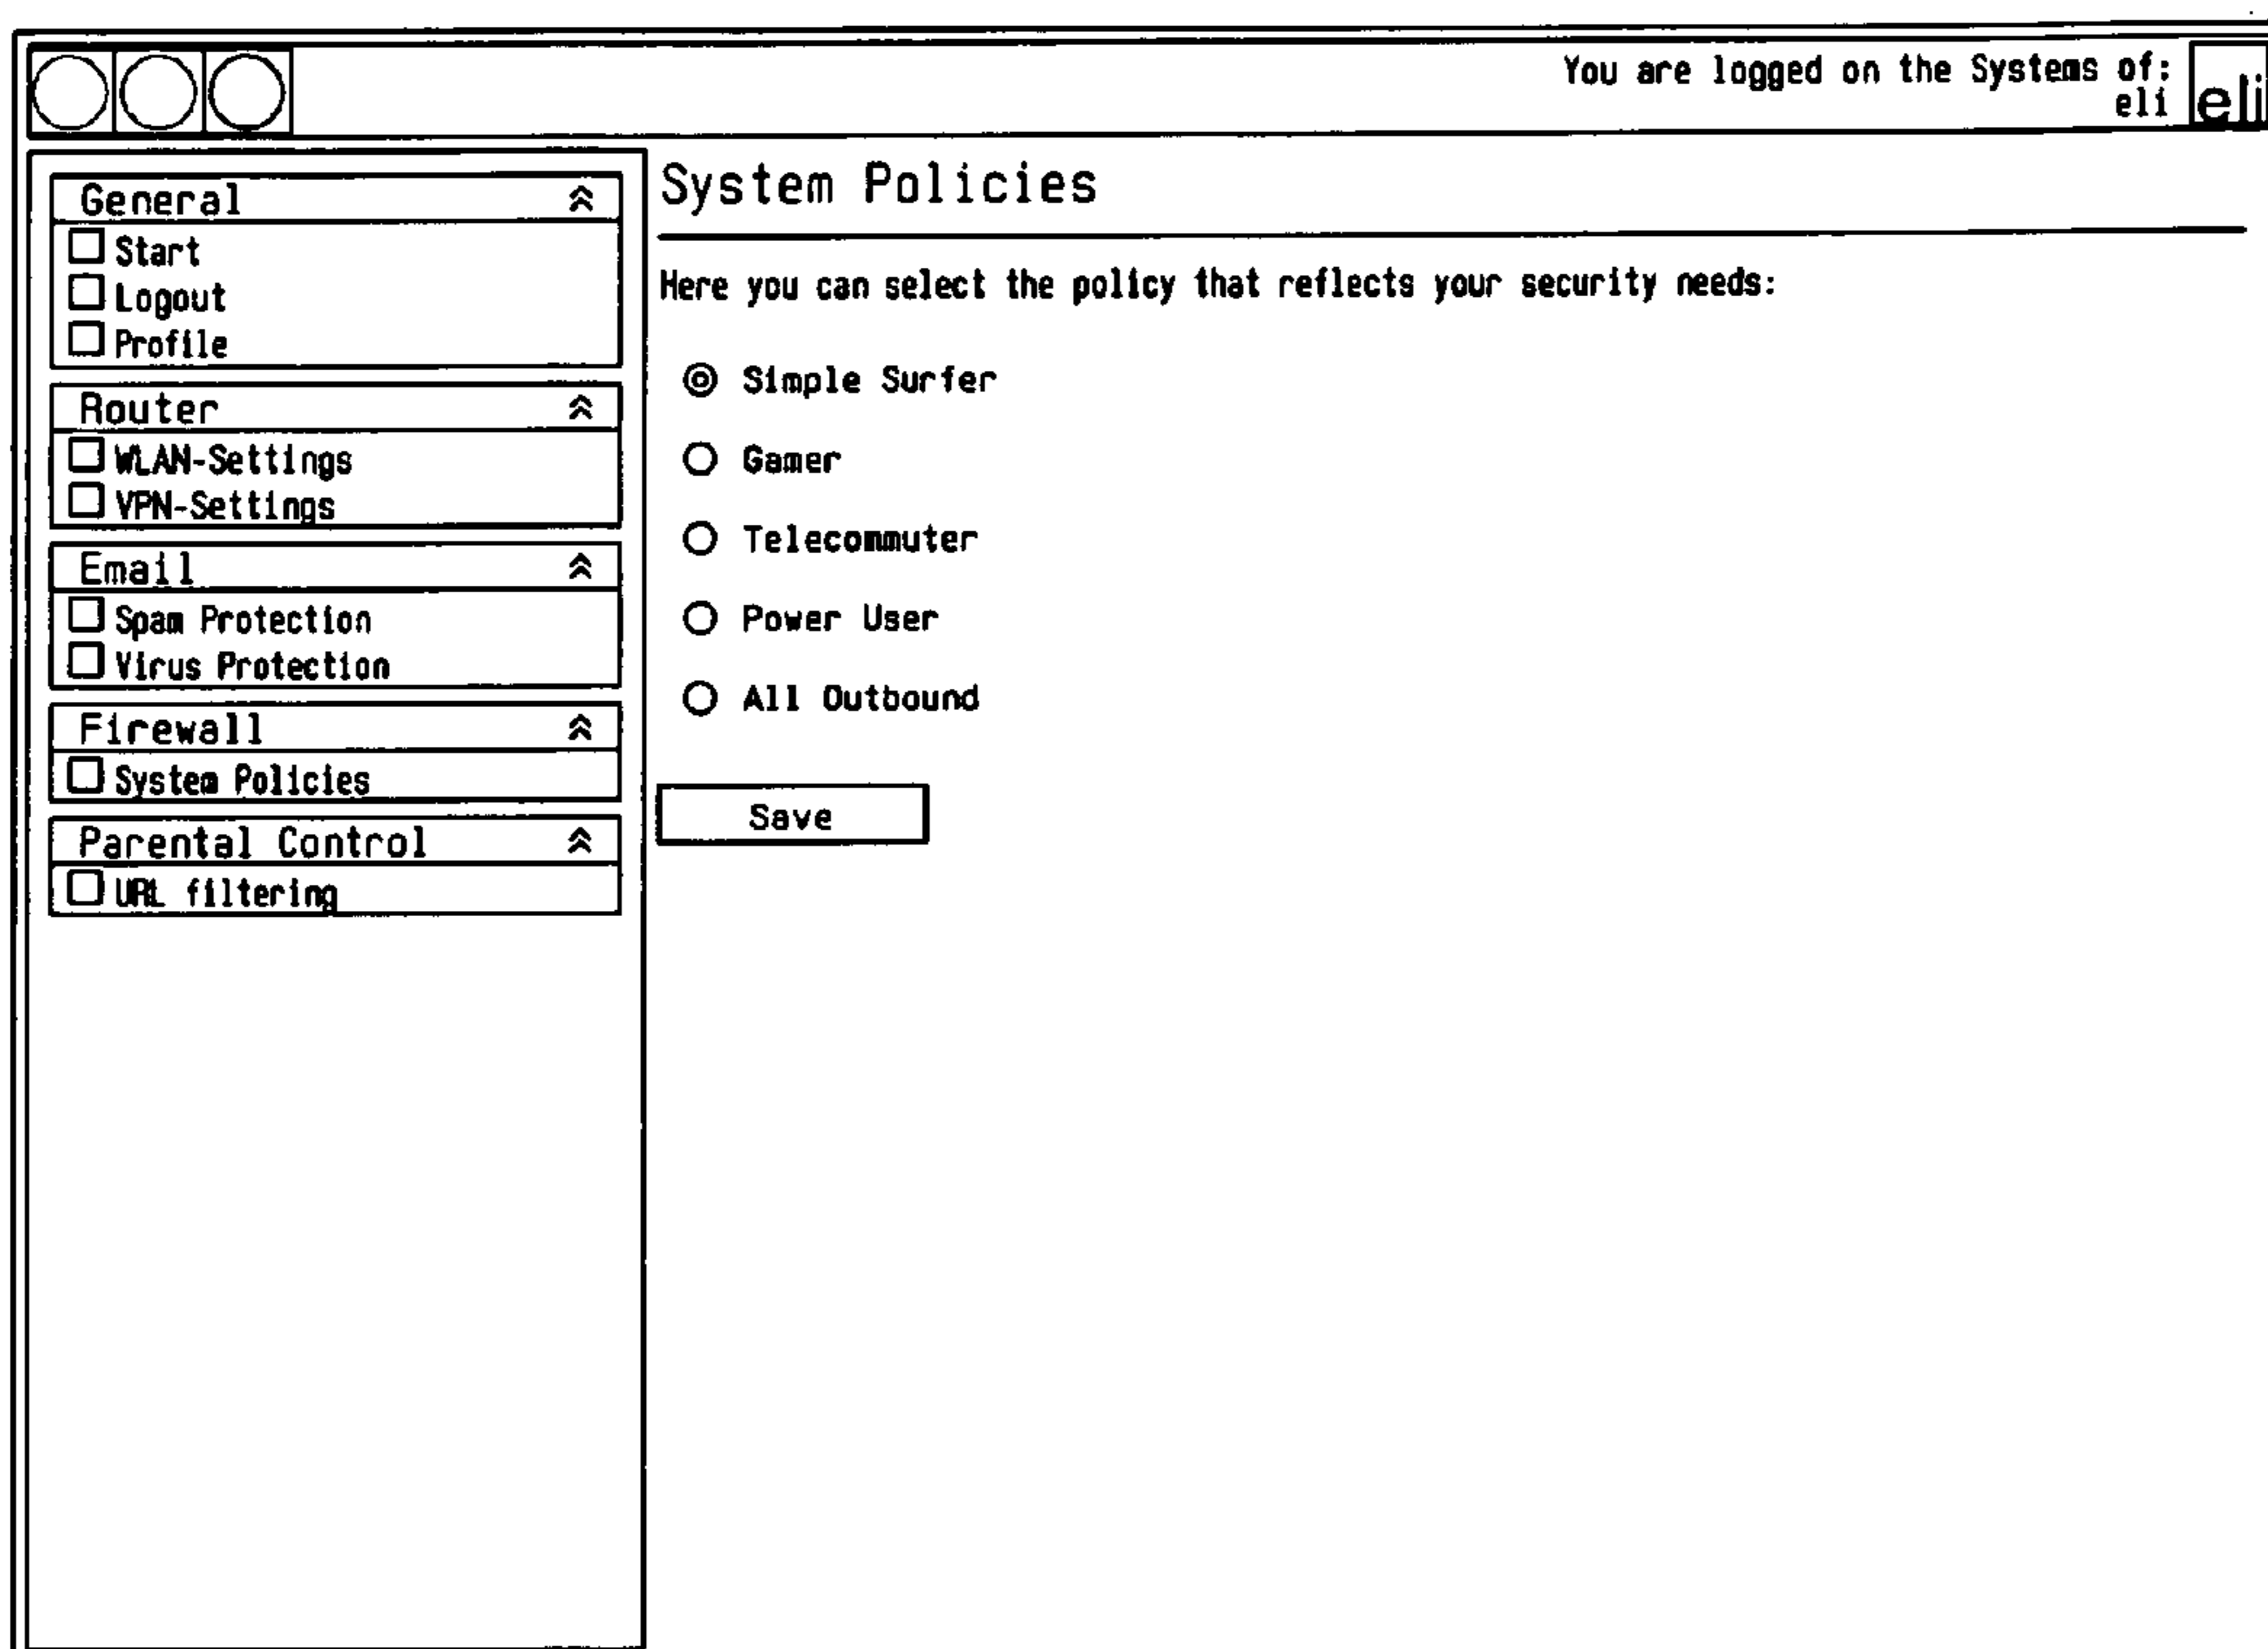 You are logged on the Systems of:
eli
eli
General
Start
Logout
Profile
Router
WLAN-Settings
VPN-Settings
Email
Spam Protection
Virus Protection
Firewall
System Policies
Parental Control
URL filtering
System Policies
Here you can select the policy that reflects your security needs:
Simple Surfer
Gamer
Telecommuter
Power User
All Outbound
Save